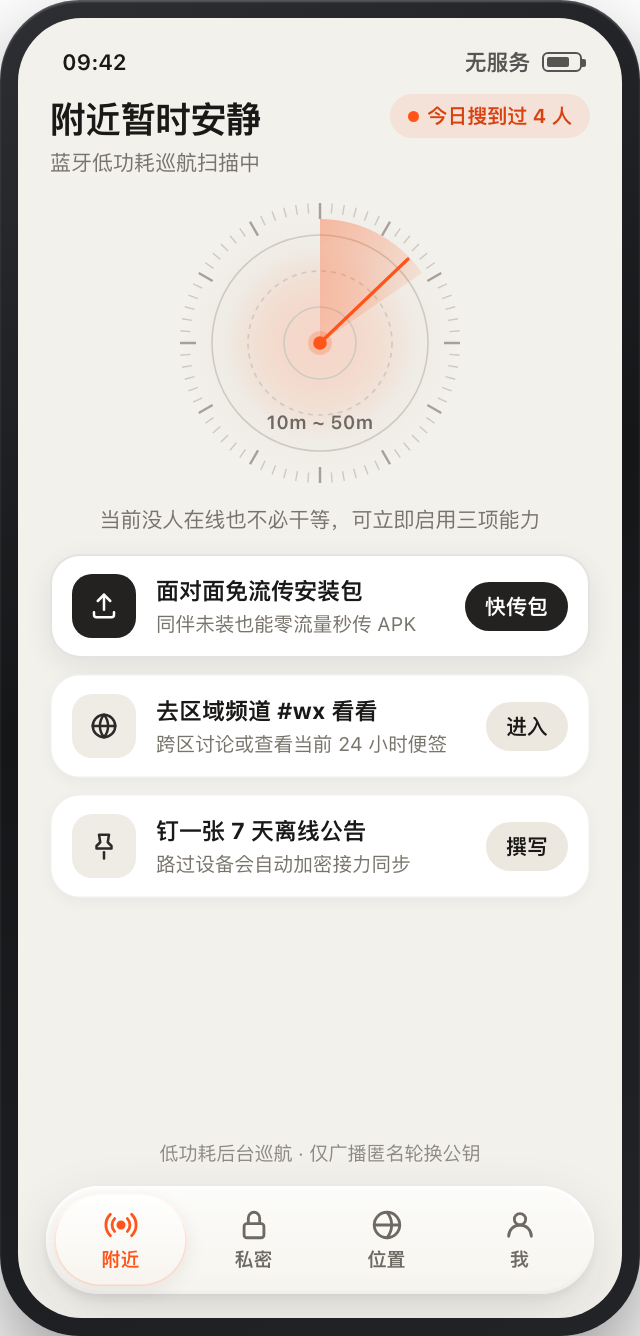 09:42
无服务
附近暂时安静
今日搜到过 4 人
蓝牙低功耗巡航扫描中
10m ~ 50m
当前没人在线也不必干等，可立即启用三项能力
面对面免流传安装包
同伴未装也能零流量秒传 APK
快传包
去区域频道 #wx 看看
跨区讨论或查看当前 24 小时便签
进入
钉一张 7 天离线公告
路过设备会自动加密接力同步
撰写
低功耗后台巡航 · 仅广播匿名轮换公钥
附近
私密
位置
我